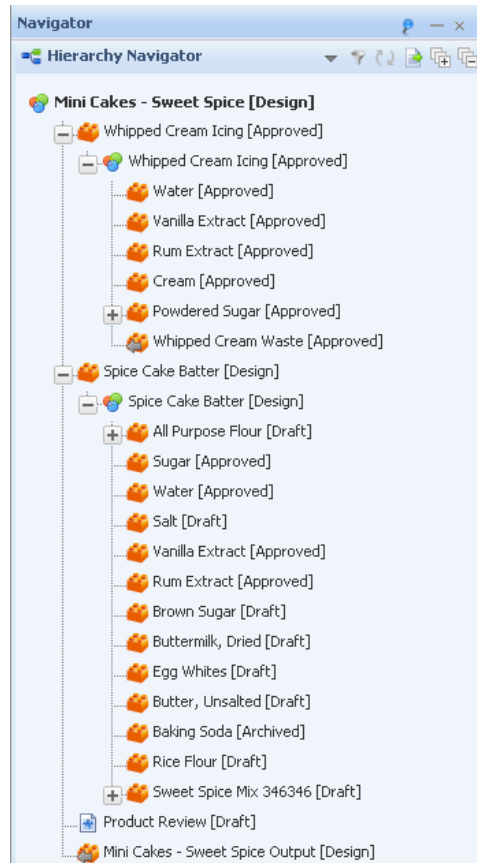 Navigator
Hierarchy Navigator
Mini Cakes - Sweet Spice [Design]
Whipped Cream Icing [Approved]
Whipped Cream Icing [Approved]
Water [Approved]
Vanilla Extract [Approved]
Rum Extract [Approved]
Cream [Approved]
Powdered Sugar [Approved]
Whipped Cream Waste [Approved]
Spice Cake Batter [Design]
Spice Cake Batter [Design]
All Purpose Flour [Draft]
Sugar [Approved]
Water [Approved]
Salt [Draft]
Vanilla Extract [Approved]
Rum Extract [Approved]
Brown Sugar [Draft]
Buttermilk, Dried [Draft]
Egg Whites [Draft]
Butter, Unsalted [Draft]
Baking Soda [Archived]
Rice Flour [Draft]
Sweet Spice Mix 346346 [Draft]
Product Review [Draft]
Mini Cakes - Sweet Spice Output [Design]